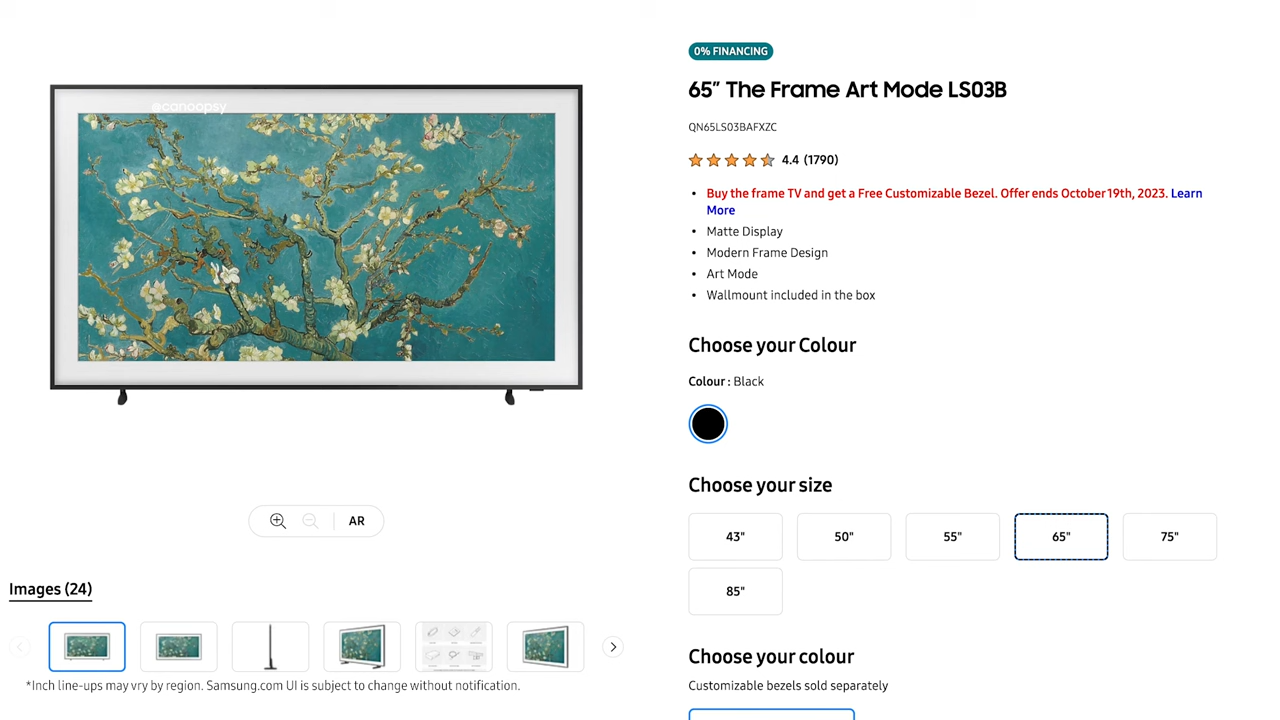 @canoopsy
AR
Images (24)
*Inch line-ups may vry by region. Samsung.com UI is subject to change without notification.
0% FINANCING
65” The Frame Art Mode LS03B
QN65LS03BAFXZC
4.4 (1790)
• Buy the frame TV and get a Free Customizable Bezel. Offer ends October 19th, 2023. Learn
More
• Matte Display
• Modern Frame Design
• Art Mode
• Wallmount included in the box
Choose your Colour
Colour : Black
Choose your size
43" 50" 55" 65" 75"
85"
Choose your colour
Customizable bezels sold separately